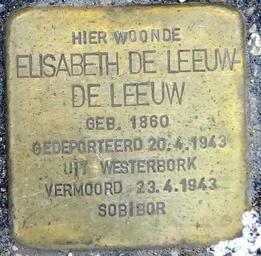 HIER WOONDE
ELISABETH DE LEEUW-
DE LEEUW
GEB. 1860
GEDEPORTEERD 20.4.1943
UIT WESTERBORK
VERMOORD 23.4.1943
SOBIBOR